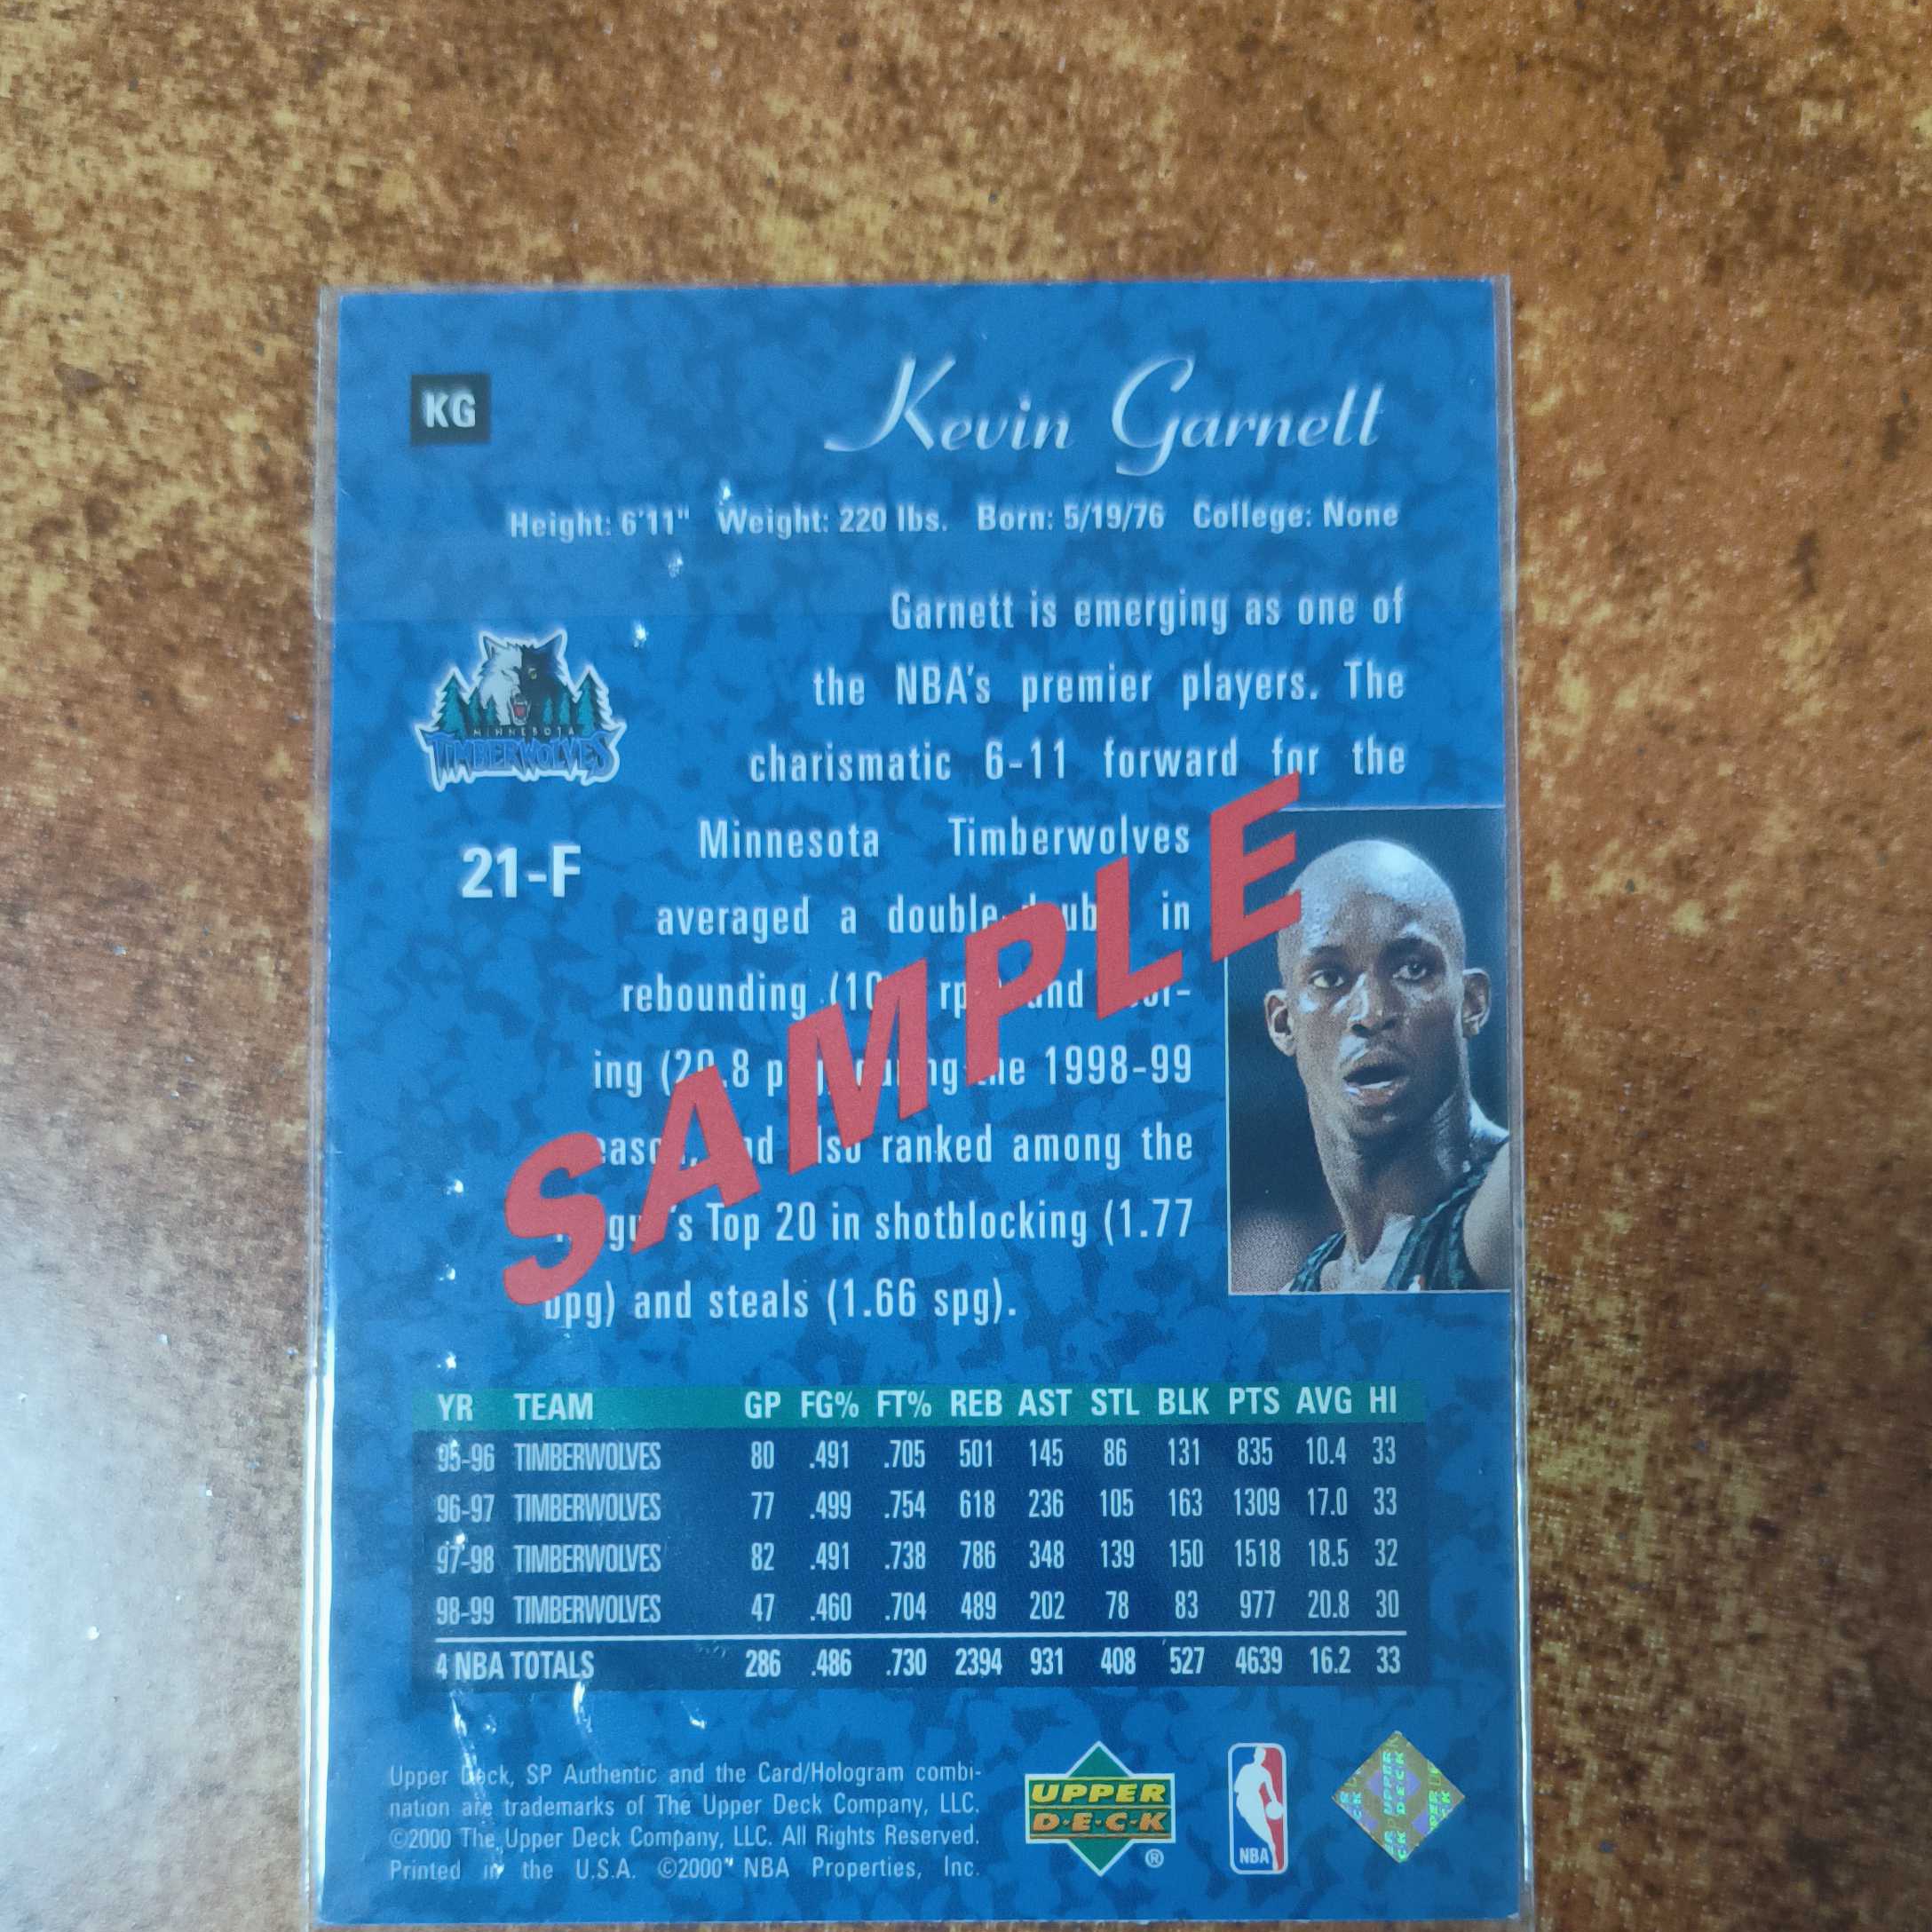 KG
Kevin Garnett
Height: 6'11" Weight: 220 lbs. Born: 5/19/76 College: None
Garnett is emerging as one of
the NBA's premier players. The
charismatic 6-11 forward for the
MINNESOTA
TIMBERWOLVES
21-F
Minnesota Timberwolves
averaged a in
rebounding
ing 1998-99
ranked among the
Top 20 in shotblocking (1.77
bpg) and steals (1.66 spg).
SAMPLE
YR TEAM GP FG% FT% REB AST STL BLK PTS AVG HI
95-96 TIMBERWOLVES 80 .491 .705 501 145 86 131 835 10.4 33
96-97 TIMBERWOLVES 77 .499 .754 618 236 105 163 1309 17.0 33
97-98 TIMBERWOLVES 82 .491 .738 786 348 139 150 1518 18.5 32
98-99 TIMBERWOLVES 47 .460 .704 489 202 78 83 977 20.8 30
4 NBA TOTALS 286 .486 .730 2394 931 408 527 4639 16.2 33
Upper Deck, SP Authentic and the Card/Hologram combi-
nation are trademarks of The Upper Deck Company, LLC.
©2000 The Upper Deck Company, LLC. All Rights Reserved.
Printed in the U.S.A. ©2000 NBA Properties, Inc.
UPPER
D·E·C·K
®
NBA
UPPER
DECK